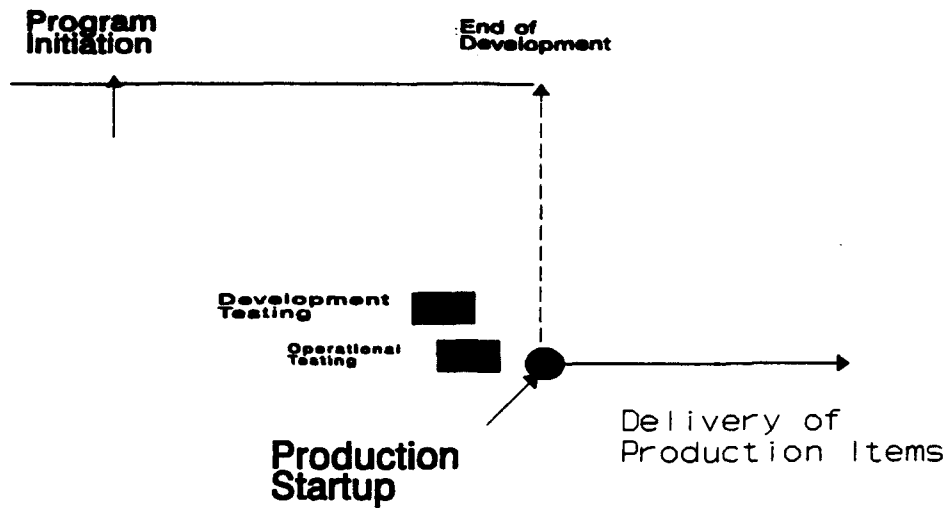 Program
Initiation
End of
Development
Development
Testing
Operational
Testing
Production
Startup
Delivery of
Production Items